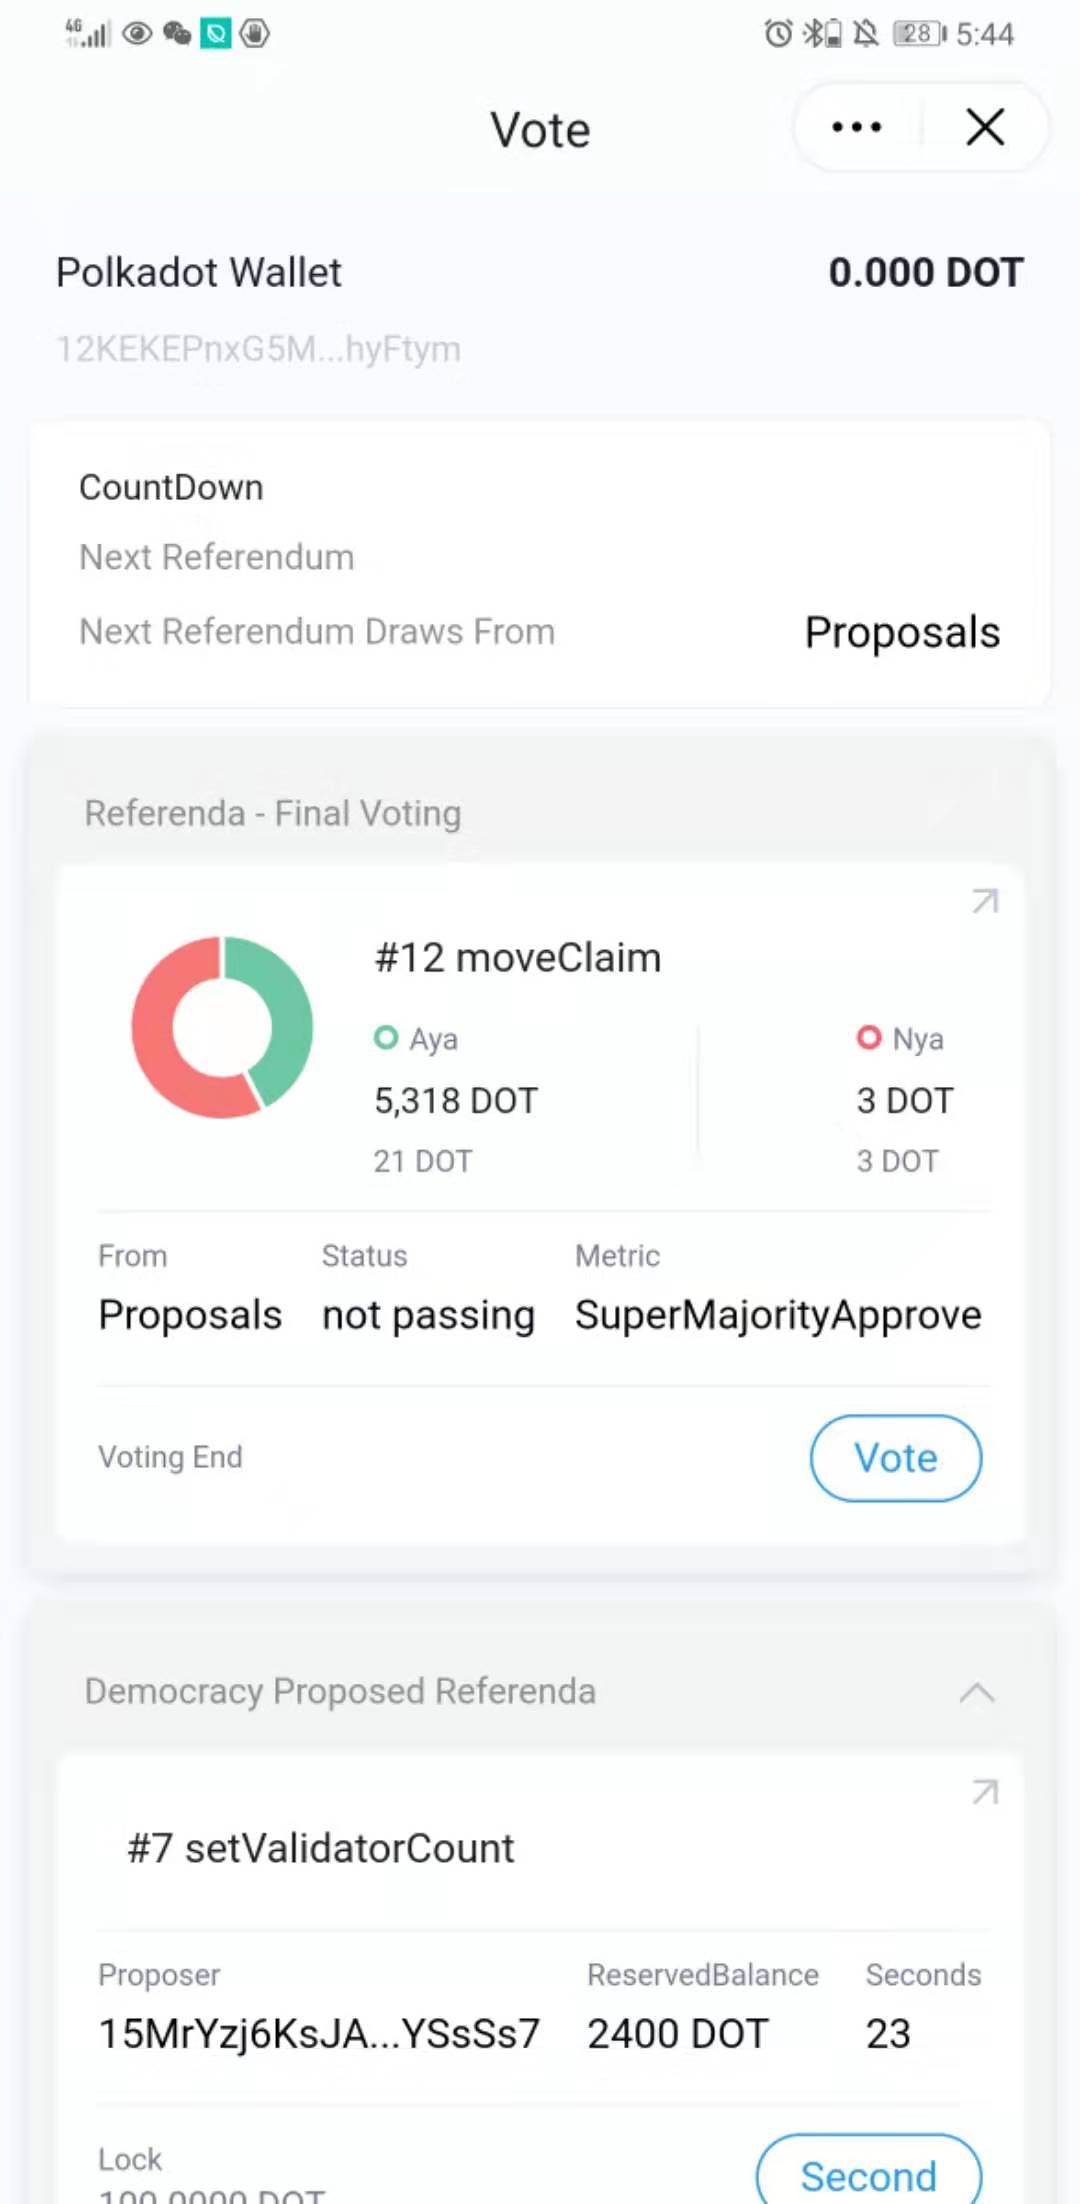 4G 28 5:44
Vote
Polkadot Wallet 0.000 DOT
12KEKEPnxG5M...hyFtym
CountDown
Next Referendum
Next Referendum Draws From Proposals
Referenda - Final Voting
#12 moveClaim
Aya Nya
5,318 DOT 3 DOT
21 DOT 3 DOT
From Status Metric
Proposals not passing SuperMajorityApprove
Voting End Vote
Democracy Proposed Referenda
#7 setValidatorCount
Proposer ReservedBalance Seconds
15MrYzj6KsJA...YSsSs7 2400 DOT 23
Lock Second
100.0000 DOT